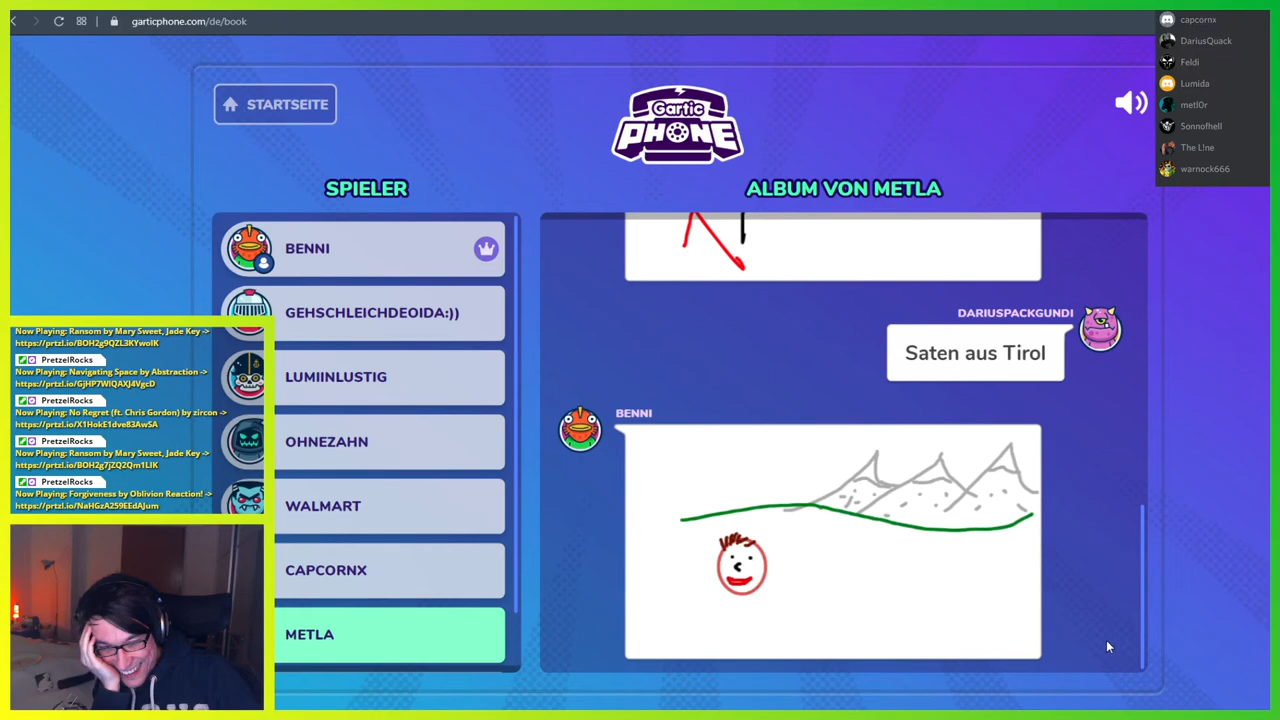 garticphone.com/de/book
capcornx
DariusQuack
Feldi
Lumida
metl0r
Sonnofhell
The L!ne
warnock666
STARTSEITE
Gartic
PHONE
SPIELER
ALBUM VON METLA
BENNI
GEHSCHLEICHDEOIDA:))
LUMIINLUSTIG
OHNEZAHN
WALMART
CAPCORNX
METLA
DARIUSPACKGUNDI
Saten aus Tirol
BENNI
Now Playing: Ransom by Mary Sweet, Jade Key ->
https://prtzl.io/BOH2g9QZL3KYwoIK
PretzelRocks
Now Playing: Navigating Space by Abstraction ->
https://prtzl.io/GjHP7WlQAXJ4VgcD
PretzelRocks
Now Playing: No Regret (ft. Chris Gordon) by zircon ->
https://prtzl.io/X1HokE1dve83AwSA
PretzelRocks
Now Playing: Ransom by Mary Sweet, Jade Key ->
https://prtzl.io/BOH2g7jZQ2Qm1LIK
PretzelRocks
Now Playing: Forgiveness by Oblivion Reaction! ->
https://prtzl.io/NaHGzA259EEdAJum